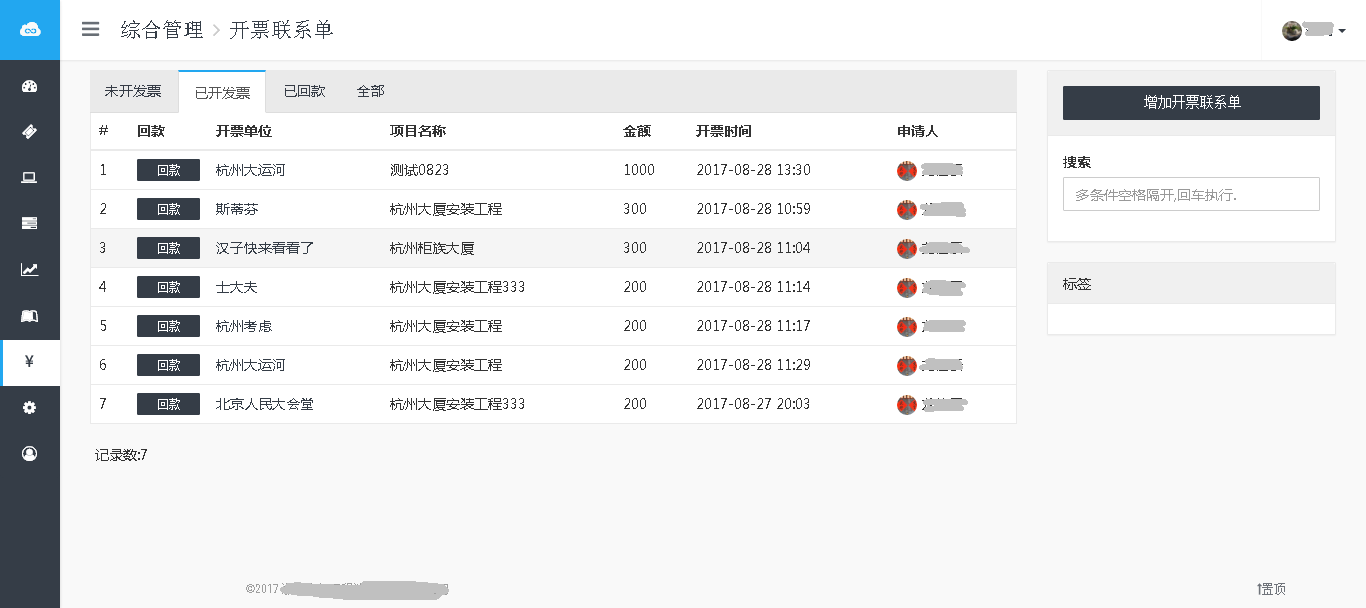 综合管理 > 开票联系单
未开发票 已开发票 已回款 全部
# 回款 开票单位 项目名称 金额 开票时间 申请人
1 回款 杭州大运河 测试0823 1000 2017-08-28 13:30
2 回款 斯蒂芬 杭州大厦安装工程 300 2017-08-28 10:59
3 回款 汉子快来看看了 杭州柜族大厦 300 2017-08-28 11:04
4 回款 士大夫 杭州大厦安装工程333 200 2017-08-28 11:14
5 回款 杭州考虑 杭州大厦安装工程 200 2017-08-28 11:17
6 回款 杭州大运河 杭州大厦安装工程 200 2017-08-28 11:29
7 回款 北京人民大会堂 杭州大厦安装工程333 200 2017-08-27 20:03
记录数:7
增加开票联系单
搜索
多条件空格隔开,回车执行.
标签
¥
©2017
↑置顶